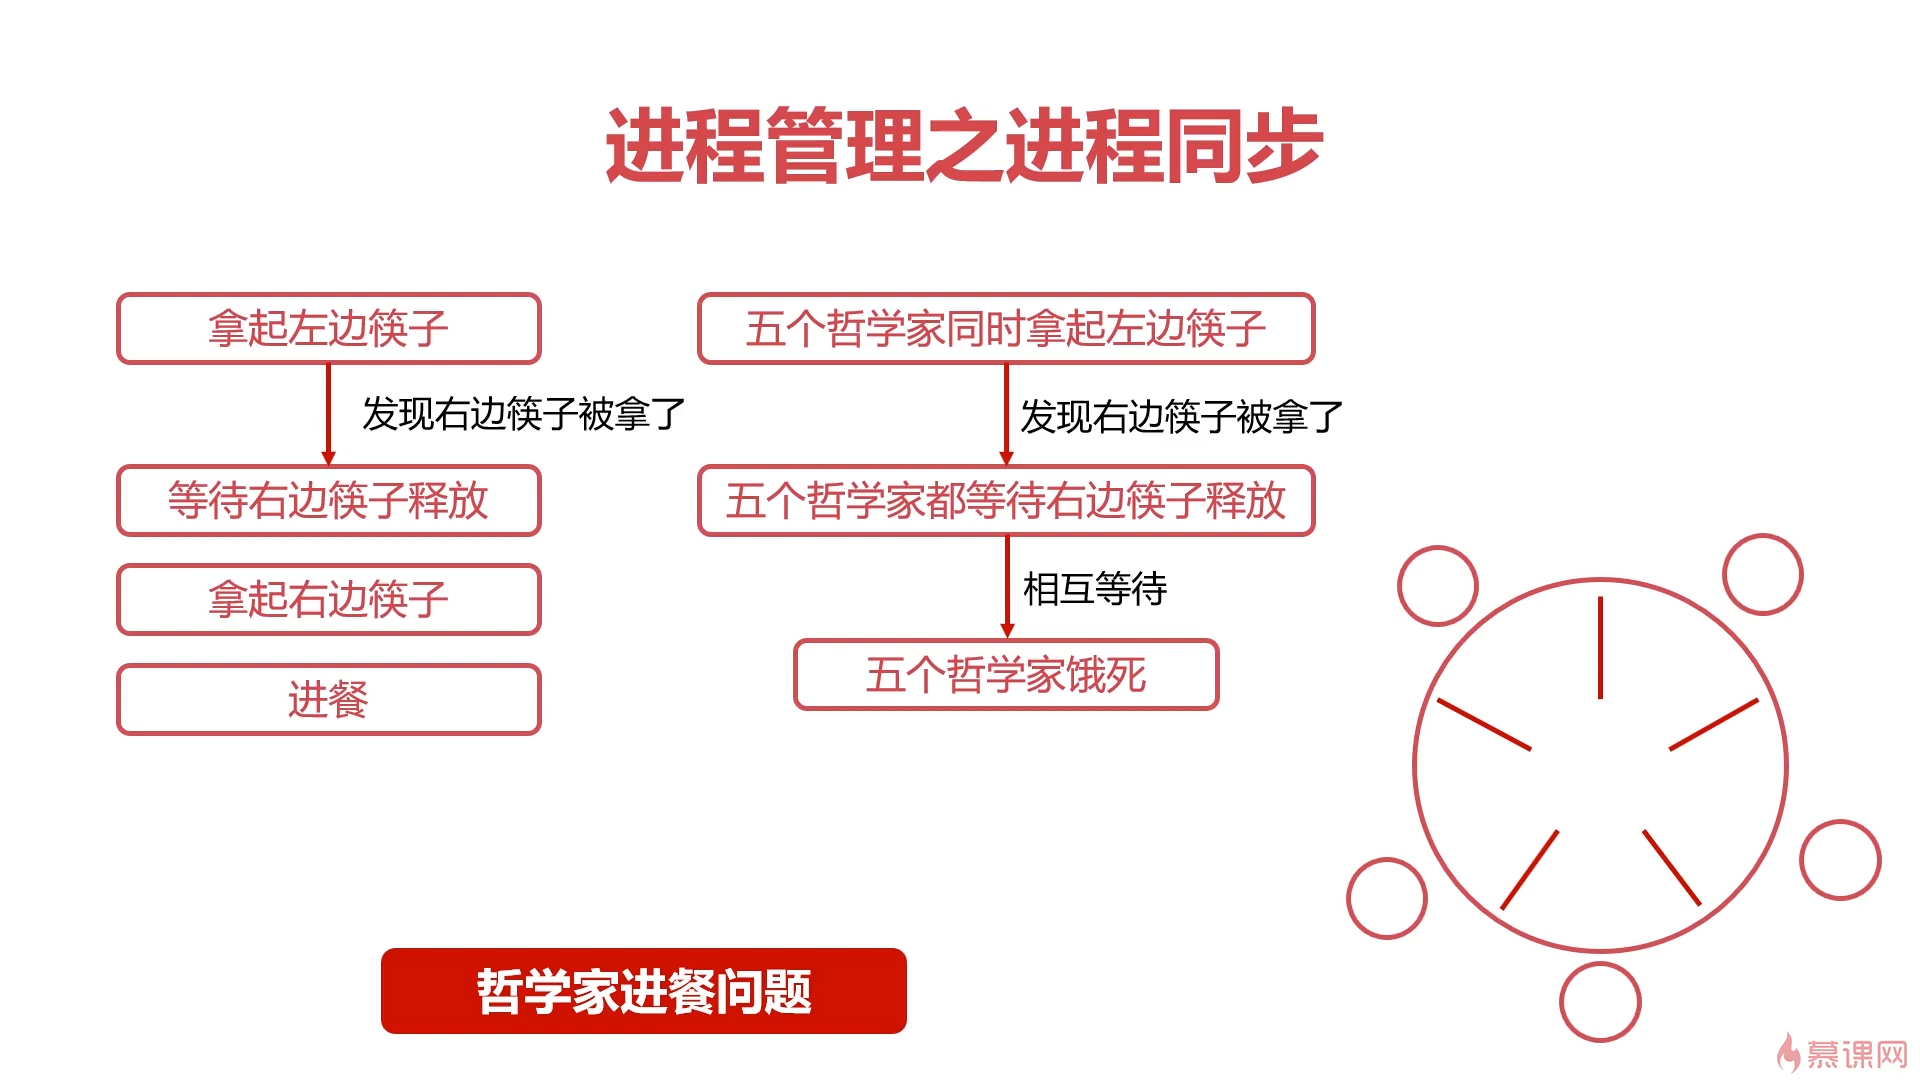 进程管理之进程同步
拿起左边筷子
发现右边筷子被拿了
等待右边筷子释放
拿起右边筷子
进餐
五个哲学家同时拿起左边筷子
发现右边筷子被拿了
五个哲学家都等待右边筷子释放
相互等待
五个哲学家饿死
哲学家进餐问题
慕课网